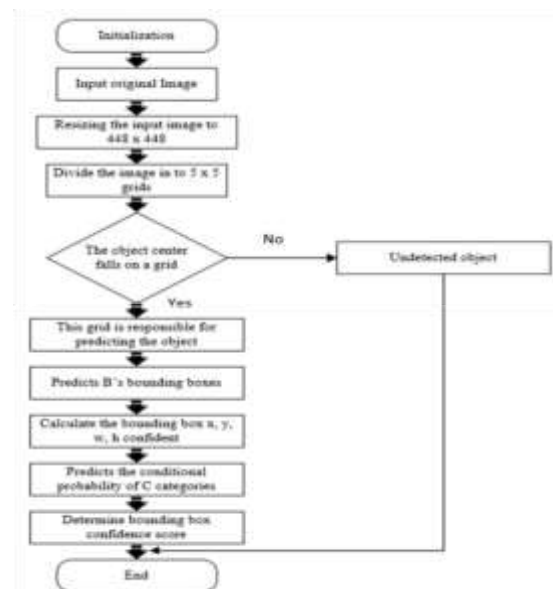 Initialization
Input original Image
Resizing the input image to
448 x 448
Divide the image in to 5 x 5
grids
The object center
falls on a grid
No
Undetected object
Yes
This grid is responsible for
predicting the object
Predicts B's bounding boxes
Calculate the bounding box x, y,
w, h confident
Predicts the conditional
probability of C categories
Determine bounding box
confidence score
End